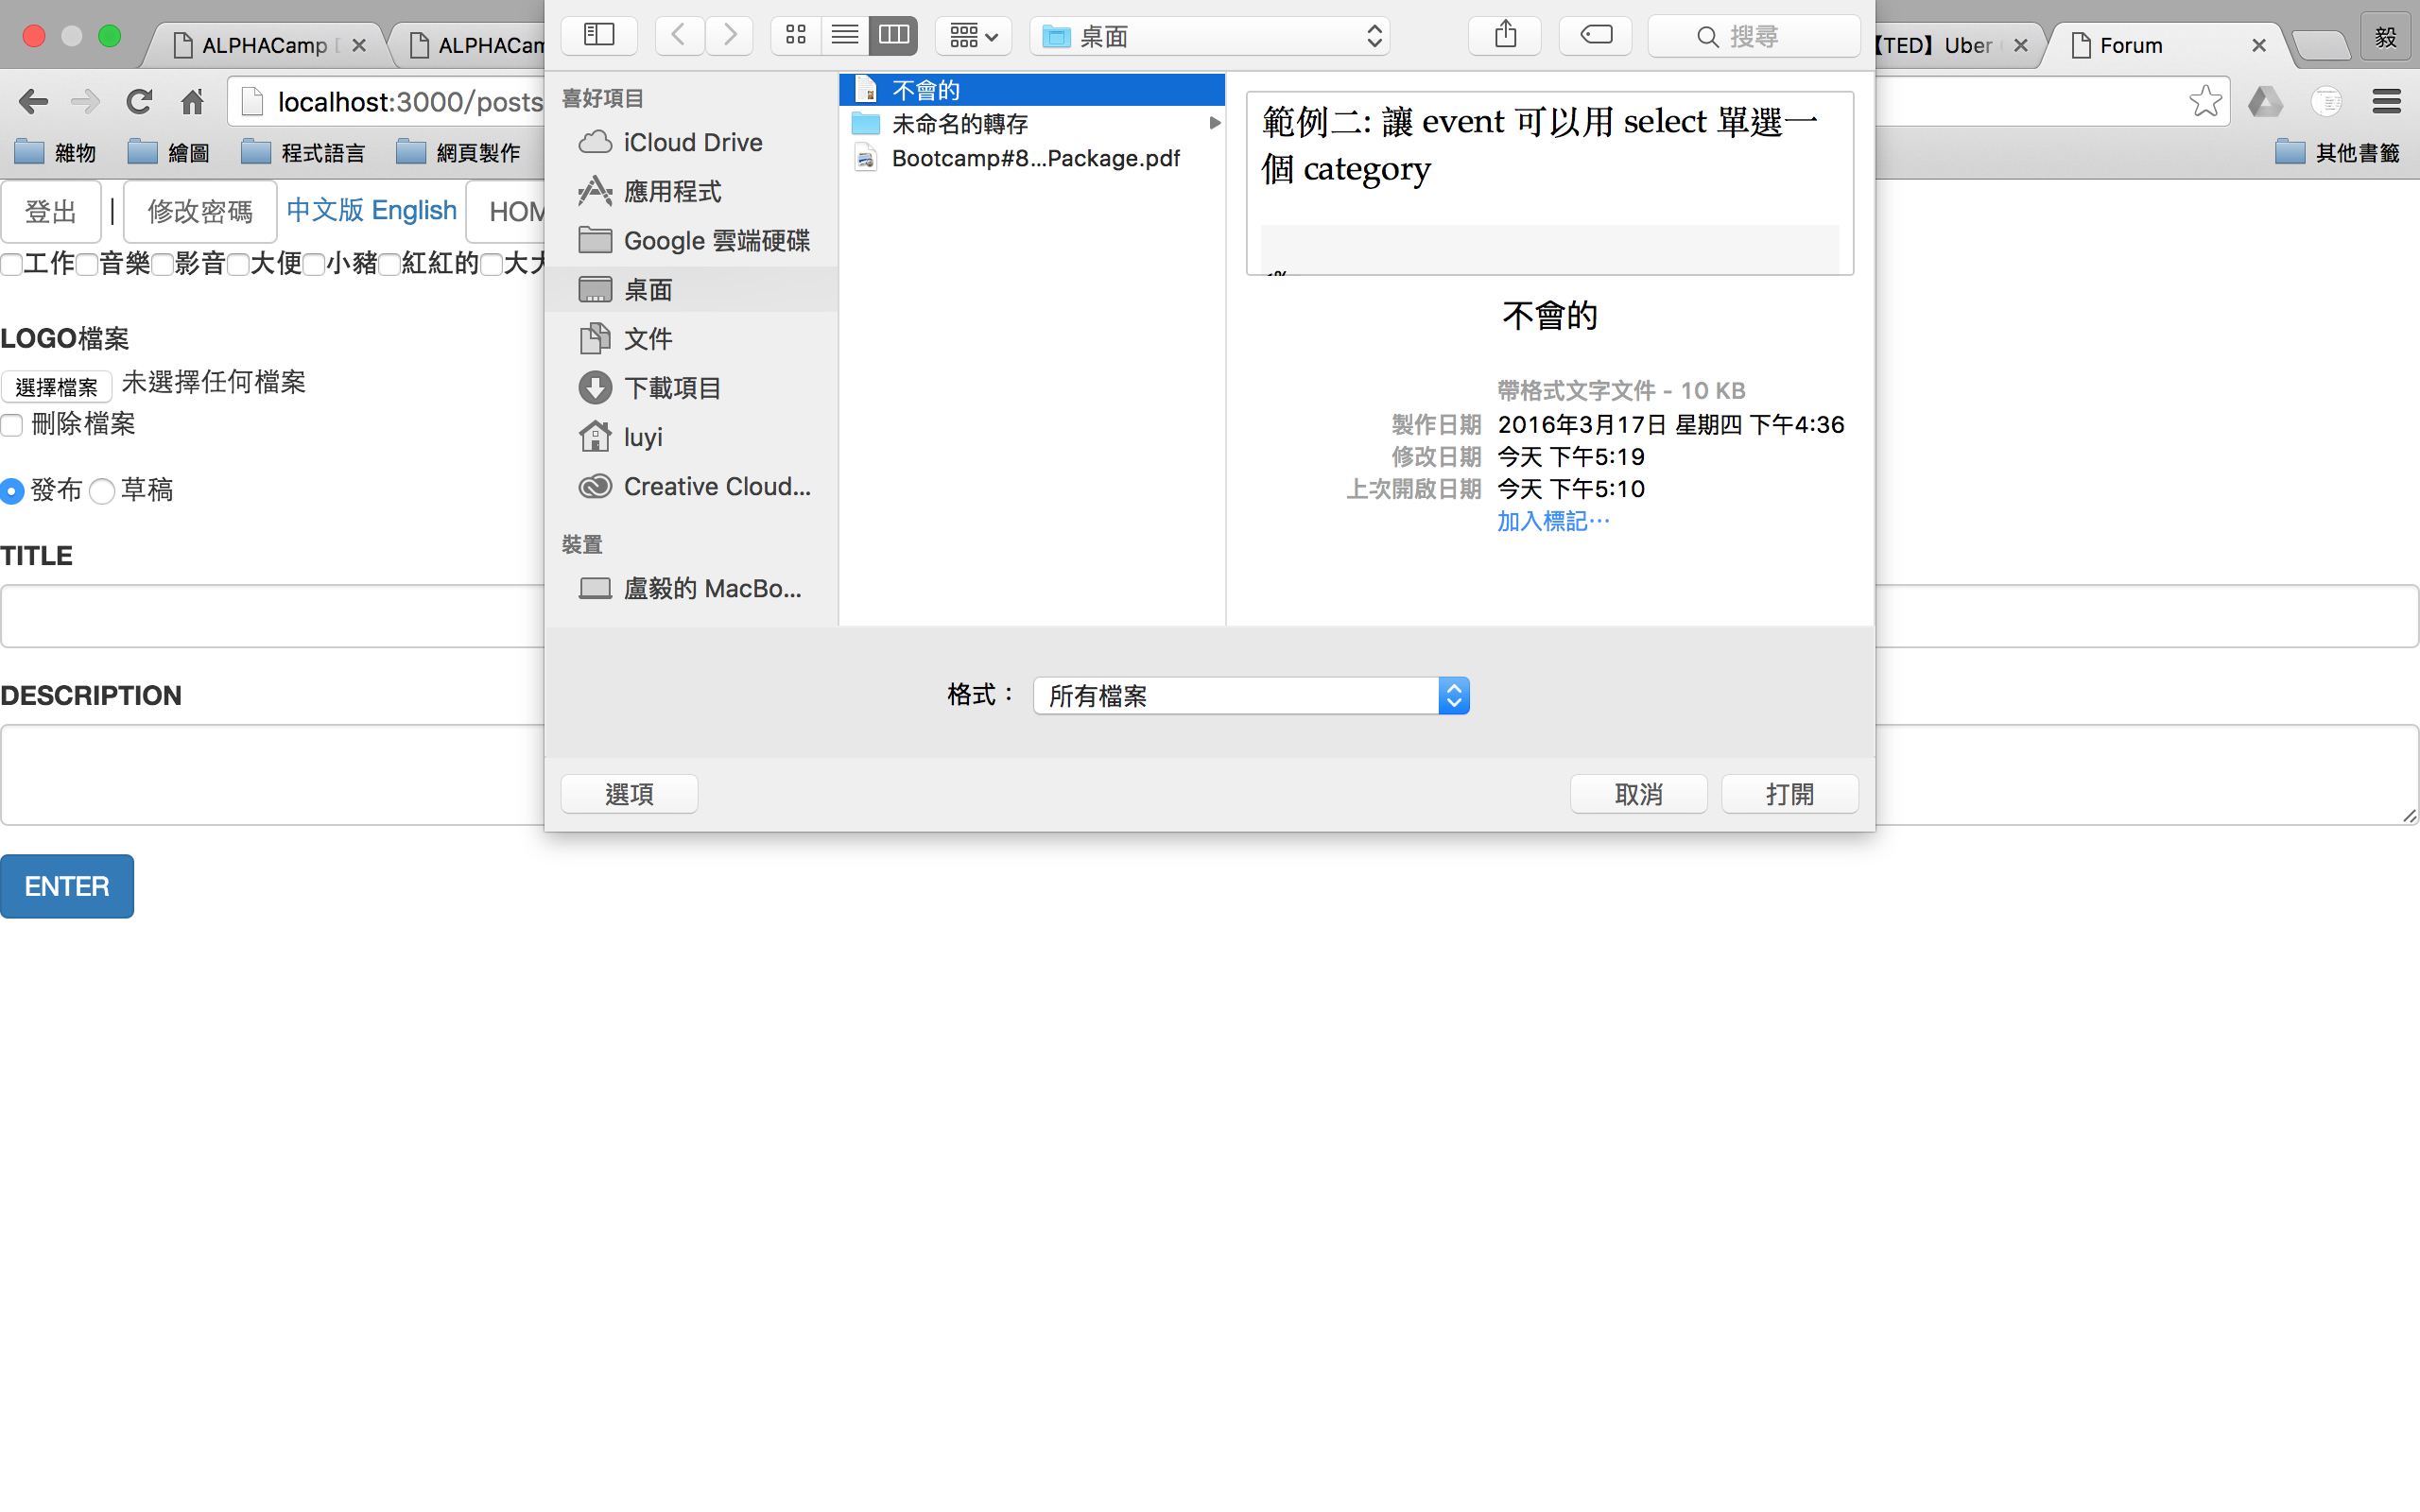 ALPHACamp
ALPHACam
桌面
搜尋
【TED】Uber
Forum
毅
localhost:3000/posts
雜物
繪圖
程式語言
網頁製作
其他書籤
登出 | 修改密碼 中文版 English HOM
工作 音樂 影音 大便 小豬 紅紅的 大
LOGO檔案
選擇檔案 未選擇任何檔案
刪除檔案
發布 草稿
TITLE
DESCRIPTION
ENTER
喜好項目
iCloud Drive
應用程式
Google 雲端硬碟
桌面
文件
下載項目
luyi
Creative Cloud...
裝置
盧毅的 MacBo...
不會的
未命名的轉存
Bootcamp#8...Package.pdf
範例二: 讓 event 可以用 select 單選一
個 category
不會的
帶格式文字文件 - 10 KB
製作日期 2016年3月17日 星期四 下午4:36
修改日期 今天 下午5:19
上次開啟日期 今天 下午5:10
加入標記⋯
格式： 所有檔案
選項
取消
打開